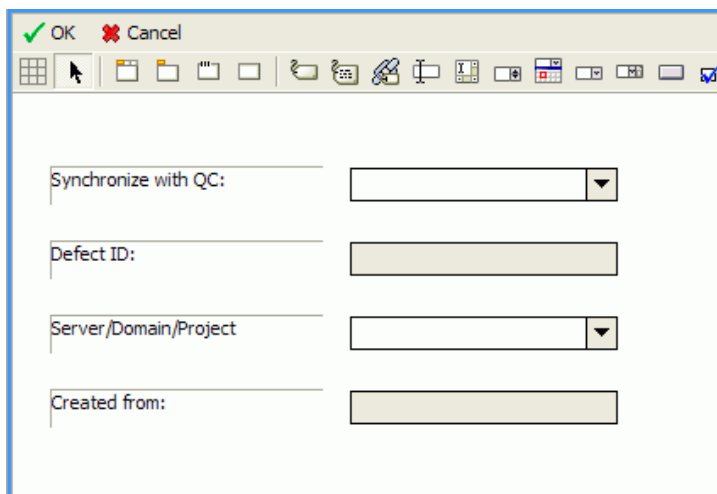 OK Cancel
Synchronize with QC:
Defect ID:
Server/Domain/Project
Created from: